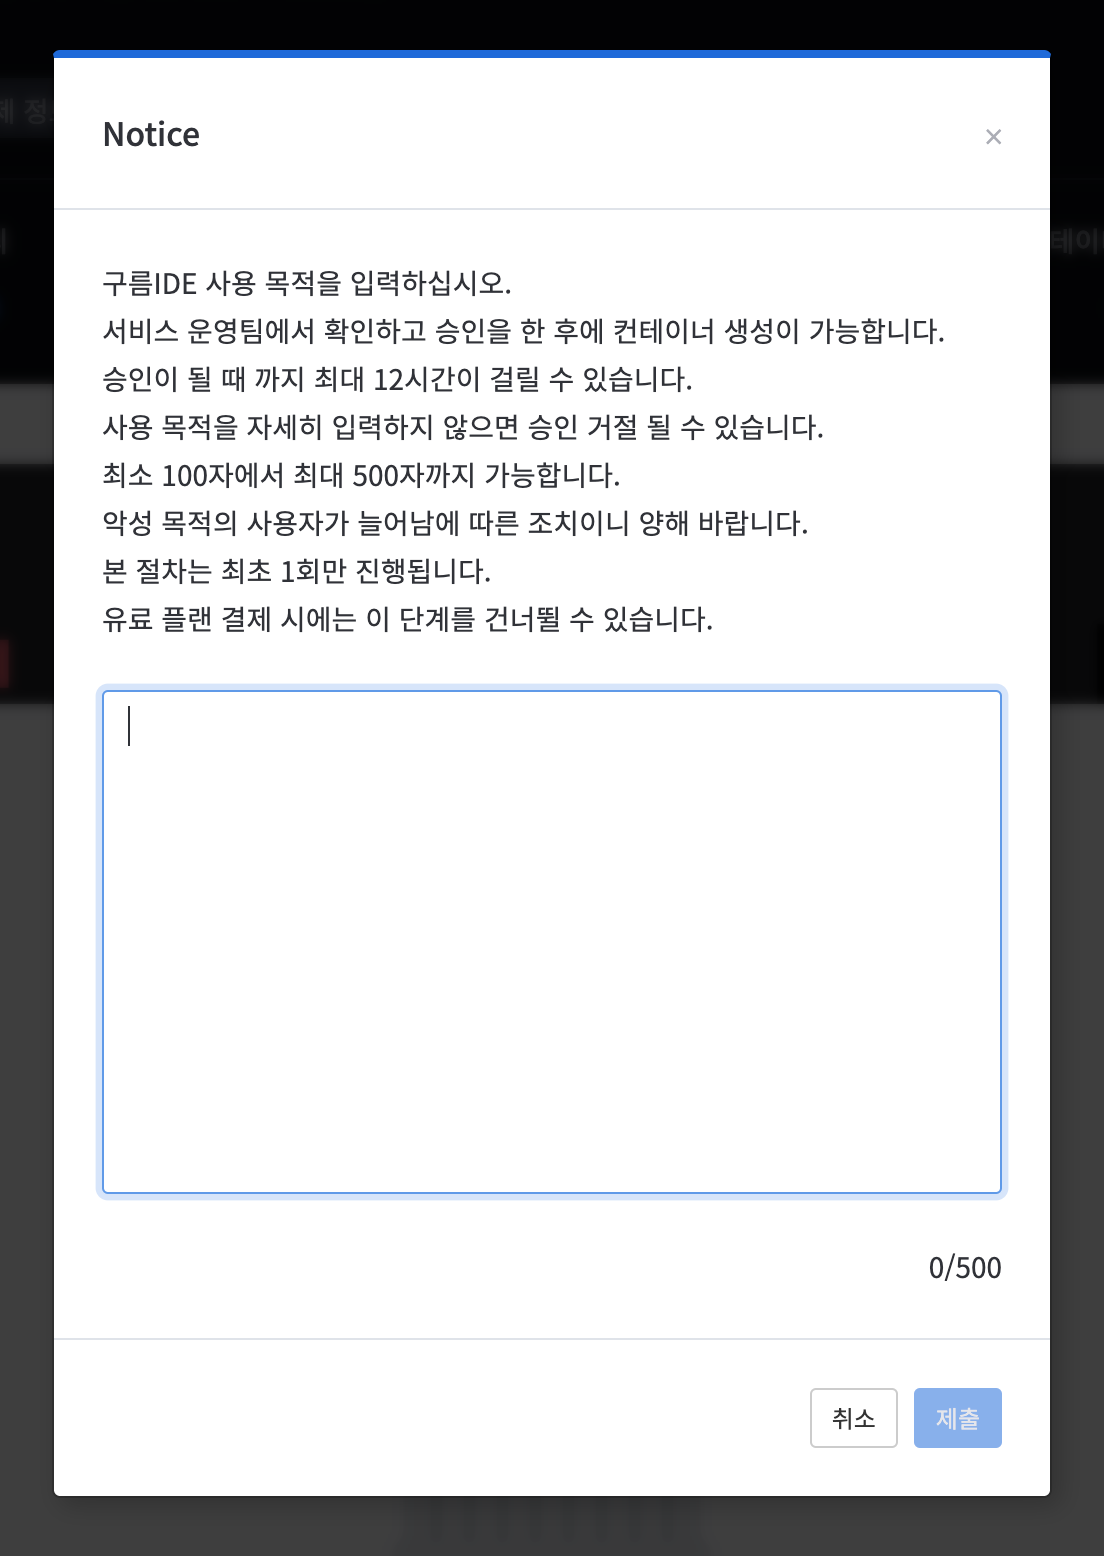 Notice
×
구름IDE 사용 목적을 입력하십시오.
서비스 운영팀에서 확인하고 승인을 한 후에 컨테이너 생성이 가능합니다.
승인이 될 때 까지 최대 12시간이 걸릴 수 있습니다.
사용 목적을 자세히 입력하지 않으면 승인 거절 될 수 있습니다.
최소 100자에서 최대 500자까지 가능합니다.
악성 목적의 사용자가 늘어남에 따른 조치이니 양해 바랍니다.
본 절차는 최초 1회만 진행됩니다.
유료 플랜 결제 시에는 이 단계를 건너뛸 수 있습니다.
0/500
취소 제출